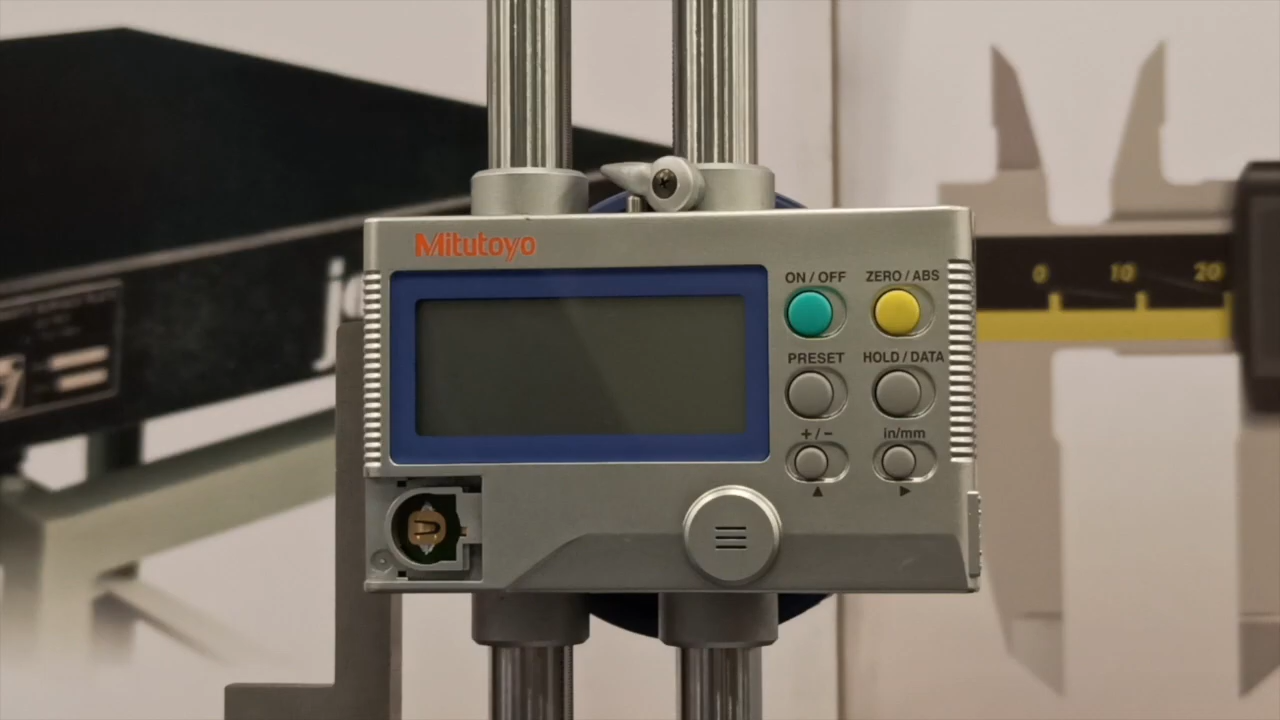 Mitutoyo
ON / OFF
ZERO / ABS
PRESET
HOLD / DATA
+ / −
in/mm
0 10 20